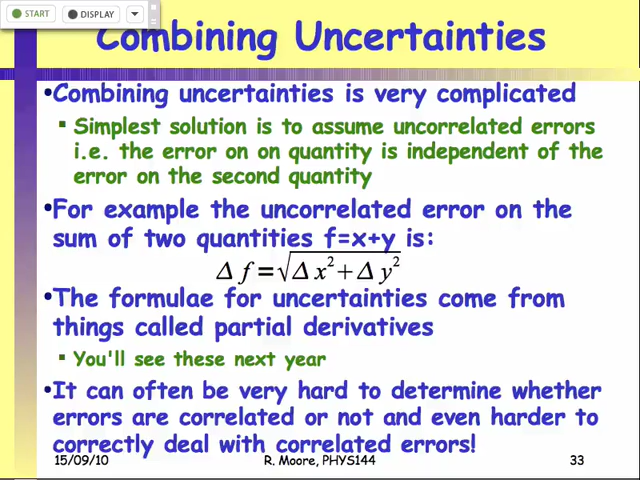 START DISPLAY
Combining Uncertainties
•Combining uncertainties is very complicated
▪ Simplest solution is to assume uncorrelated errors
i.e. the error on on quantity is independent of the
error on the second quantity
•For example the uncorrelated error on the
sum of two quantities f=x+y is:
Δ f=√(Δ x²+Δ y²)
•The formulae for uncertainties come from
things called partial derivatives
▪ You'll see these next year
•It can often be very hard to determine whether
errors are correlated or not and even harder to
correctly deal with correlated errors!
15/09/10 R. Moore, PHYS144 33